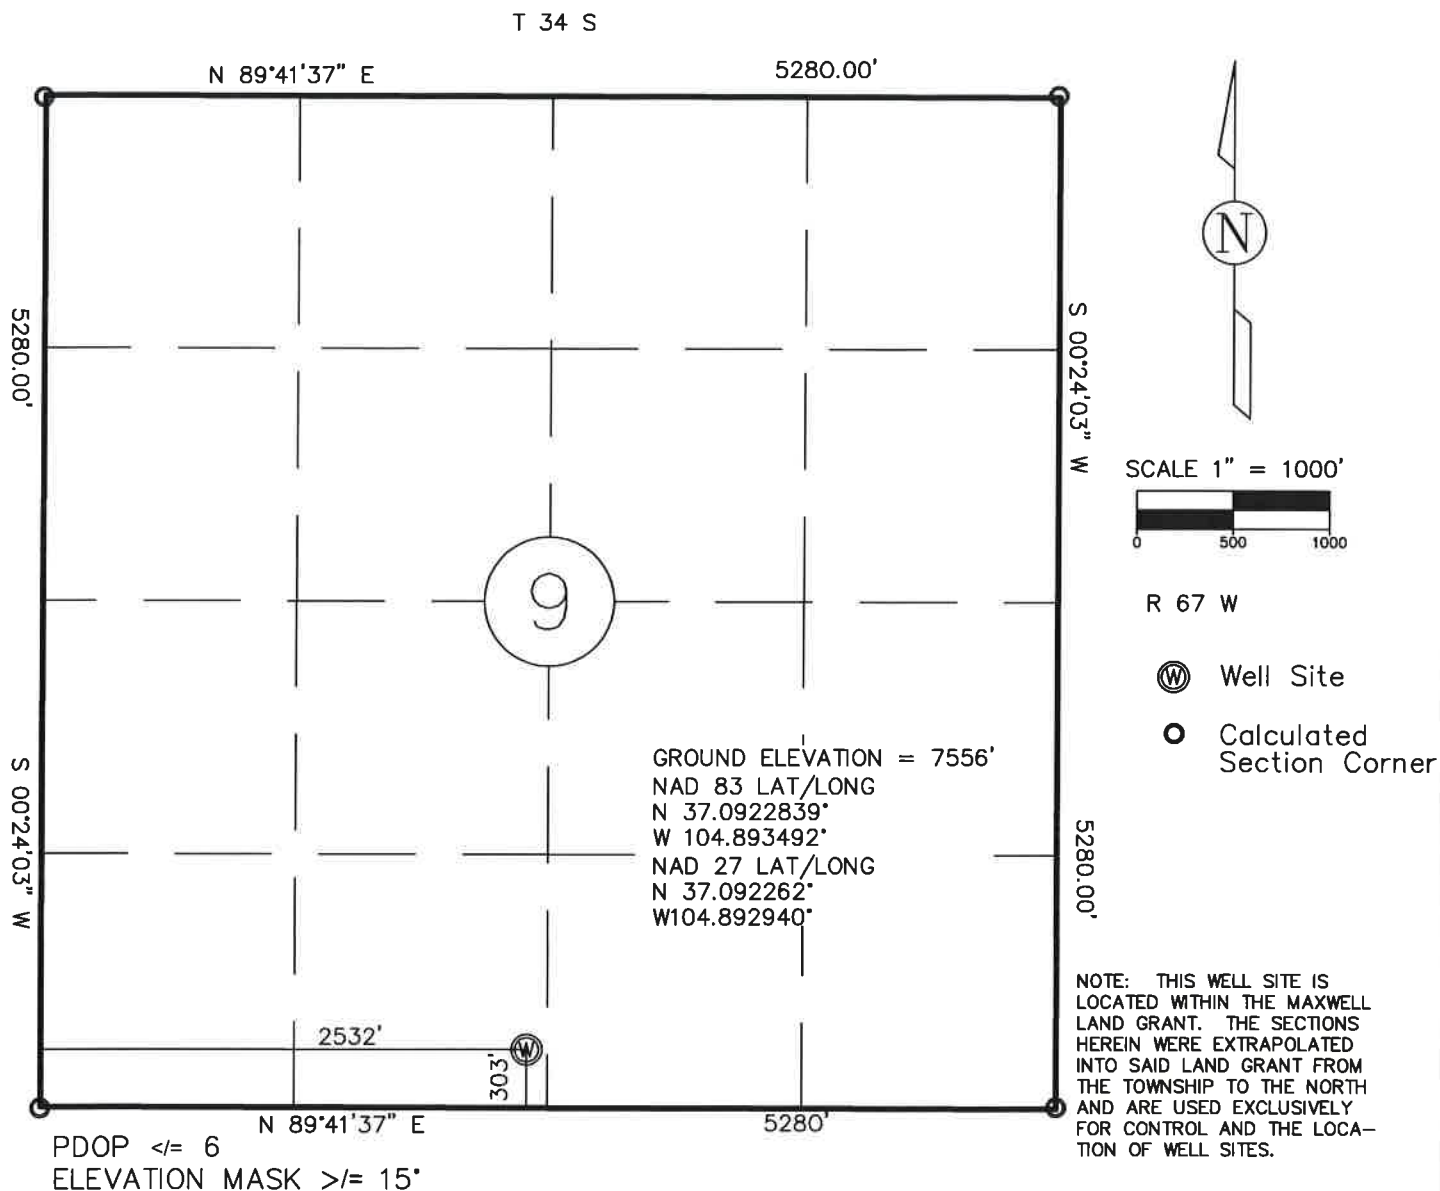 T 34 S
N 89°41'37" E
5280.00'
5280.00'
S 00°24'03" W
N
SCALE 1" = 1000'
0 500 1000
9
R 67 W
W Well Site
Calculated
Section Corner
GROUND ELEVATION = 7556'
NAD 83 LAT/LONG
N 37.0922839°
W 104.893492°
NAD 27 LAT/LONG
N 37.092262°
W104.892940°
S 00°24'03" W
5280.00'
NOTE: THIS WELL SITE IS
LOCATED WITHIN THE MAXWELL
LAND GRANT. THE SECTIONS
HEREIN WERE EXTRAPOLATED
INTO SAID LAND GRANT FROM
THE TOWNSHIP TO THE NORTH
AND ARE USED EXCLUSIVELY
FOR CONTROL AND THE LOCA-
TION OF WELL SITES.
2532'
W
303'
N 89°41'37" E
5280'
PDOP </= 6
ELEVATION MASK >/= 15°